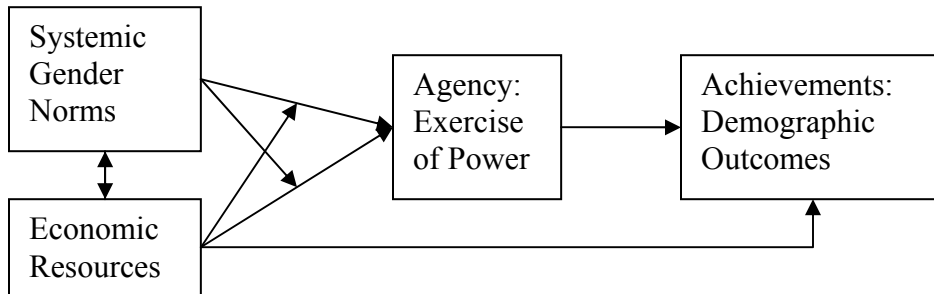 Systemic
Gender
Norms
Economic
Resources
Agency:
Exercise
of Power
Achievements:
Demographic
Outcomes